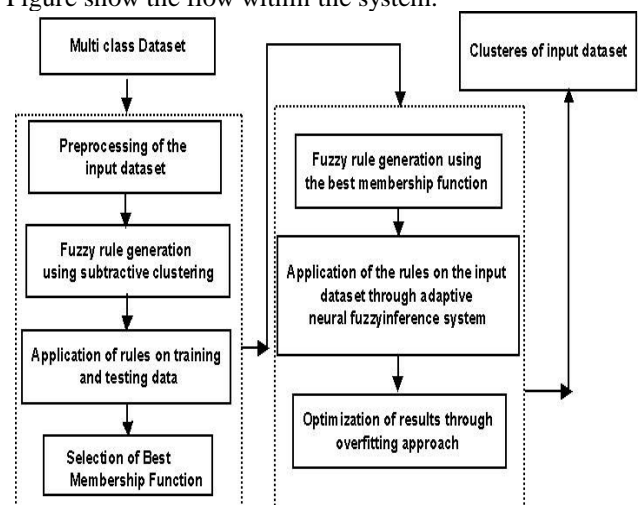 Figure show the flow within the system.
Multi class Dataset
Preprocessing of the
input dataset
Fuzzy rule generation
using subtractive clustering
Application of rules on training
and testing data
Selection of Best
Membership Function
Fuzzy rule generation using
the best membership function
Application of the rules on the input
dataset through adaptive
neural fuzzyinference system
Optimization of results through
overfitting approach
Clusteres of input dataset